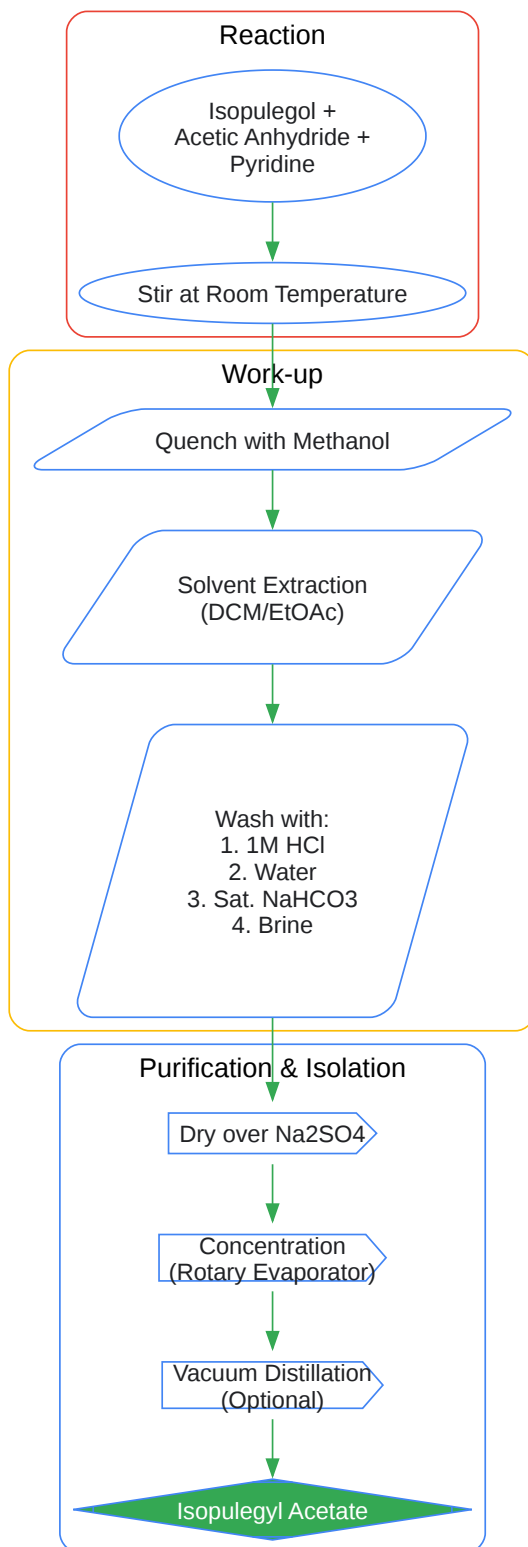 Reaction
Isopulegol +
Acetic Anhydride +
Pyridine
Stir at Room Temperature
Work-up
Quench with Methanol
Solvent Extraction
(DCM/EtOAc)
Wash with:
1. 1M HCl
2. Water
3. Sat. NaHCO3
4. Brine
Purification & Isolation
Dry over Na2SO4
Concentration
(Rotary Evaporator)
Vacuum Distillation
(Optional)
Isopulegyl Acetate